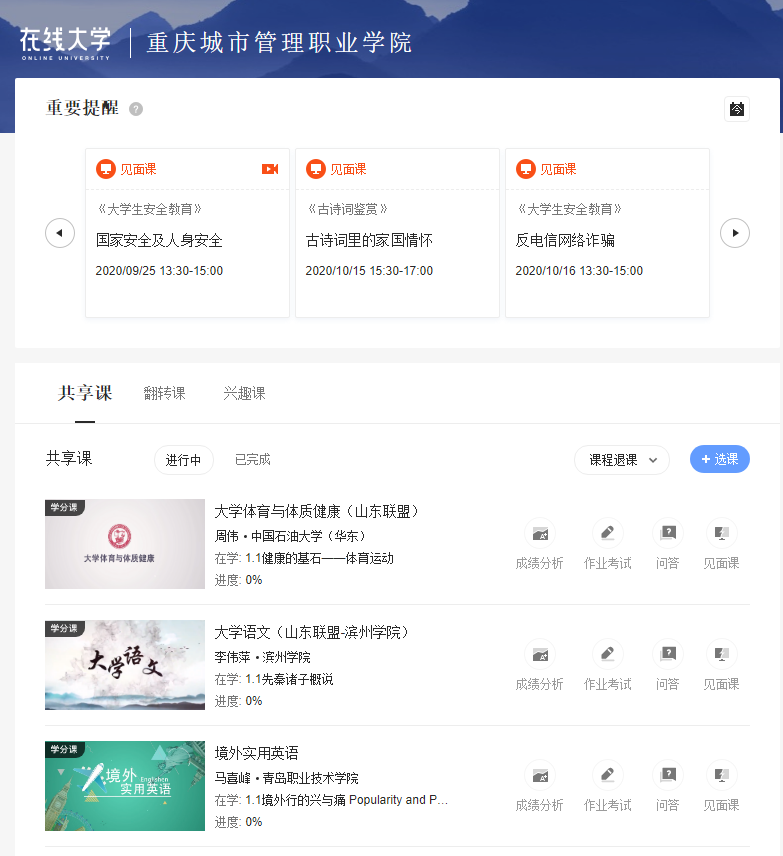 在线大学
ONLINE UNIVERSITY
重庆城市管理职业学院
重要提醒 ?
见面课
《大学生安全教育》
国家安全及人身安全
2020/09/25 13:30-15:00
见面课
《古诗词鉴赏》
古诗词里的家国情怀
2020/10/15 15:30-17:00
见面课
《大学生安全教育》
反电信网络诈骗
2020/10/16 13:30-15:00
共享课 翻转课 兴趣课
共享课 进行中 已完成 课程退课 + 选课
学分课
大学体育与体质健康
大学体育与体质健康（山东联盟）
周伟 • 中国石油大学（华东）
在学: 1.1健康的基石——体育运动
进度: 0%
成绩分析 作业考试 问答 见面课
学分课
大学语文
大学语文（山东联盟-滨州学院）
李伟萍 • 滨州学院
在学: 1.1先秦诸子概说
进度: 0%
成绩分析 作业考试 问答 见面课
学分课
境外
实用英语
境外实用英语
马嘉峰 • 青岛职业技术学院
在学: 1.1境外行的兴与痛 Popularity and P…
进度: 0%
成绩分析 作业考试 问答 见面课